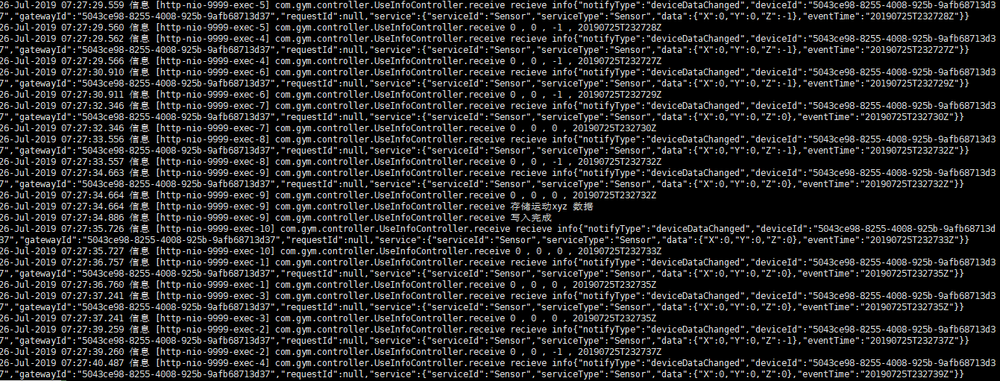 26-Jul-2019 07:27:29.559 信息 [http-nio-9999-exec-5] com.gym.controller.UseInfoController.receive recieve info{"notifyType":"deviceDataChanged","deviceId":"5043ce98-8255-4008-925b-9afb68713d3
7","gatewayId":"5043ce98-8255-4008-925b-9afb68713d37","requestId":null,"service":{"serviceId":"Sensor","serviceType":"Sensor","data":{"X":0,"Y":0,"Z":-1},"eventTime":"20190725T232728Z"}}
26-Jul-2019 07:27:29.560 信息 [http-nio-9999-exec-5] com.gym.controller.UseInfoController.receive 0 , 0 , -1 , 20190725T232728Z
26-Jul-2019 07:27:29.562 信息 [http-nio-9999-exec-4] com.gym.controller.UseInfoController.receive recieve info{"notifyType":"deviceDataChanged","deviceId":"5043ce98-8255-4008-925b-9afb68713d3
7","gatewayId":"5043ce98-8255-4008-925b-9afb68713d37","requestId":null,"service":{"serviceId":"Sensor","serviceType":"Sensor","data":{"X":0,"Y":0,"Z":-1},"eventTime":"20190725T232727Z"}}
26-Jul-2019 07:27:29.566 信息 [http-nio-9999-exec-4] com.gym.controller.UseInfoController.receive 0 , 0 , -1 , 20190725T232727Z
26-Jul-2019 07:27:30.910 信息 [http-nio-9999-exec-6] com.gym.controller.UseInfoController.receive recieve info{"notifyType":"deviceDataChanged","deviceId":"5043ce98-8255-4008-925b-9afb68713d3
7","gatewayId":"5043ce98-8255-4008-925b-9afb68713d37","requestId":null,"service":{"serviceId":"Sensor","serviceType":"Sensor","data":{"X":0,"Y":0,"Z":-1},"eventTime":"20190725T232729Z"}}
26-Jul-2019 07:27:30.911 信息 [http-nio-9999-exec-6] com.gym.controller.UseInfoController.receive 0 , 0 , -1 , 20190725T232729Z
26-Jul-2019 07:27:32.346 信息 [http-nio-9999-exec-7] com.gym.controller.UseInfoController.receive recieve info{"notifyType":"deviceDataChanged","deviceId":"5043ce98-8255-4008-925b-9afb68713d3
7","gatewayId":"5043ce98-8255-4008-925b-9afb68713d37","requestId":null,"service":{"serviceId":"Sensor","serviceType":"Sensor","data":{"X":0,"Y":0,"Z":0},"eventTime":"20190725T232730Z"}}
26-Jul-2019 07:27:32.346 信息 [http-nio-9999-exec-7] com.gym.controller.UseInfoController.receive 0 , 0 , 0 , 20190725T232730Z
26-Jul-2019 07:27:33.556 信息 [http-nio-9999-exec-8] com.gym.controller.UseInfoController.receive recieve info{"notifyType":"deviceDataChanged","deviceId":"5043ce98-8255-4008-925b-9afb68713d3
7","gatewayId":"5043ce98-8255-4008-925b-9afb68713d37","requestId":null,"service":{"serviceId":"Sensor","serviceType":"Sensor","data":{"X":0,"Y":0,"Z":-1},"eventTime":"20190725T232732Z"}}
26-Jul-2019 07:27:33.557 信息 [http-nio-9999-exec-8] com.gym.controller.UseInfoController.receive 0 , 0 , -1 , 20190725T232732Z
26-Jul-2019 07:27:34.663 信息 [http-nio-9999-exec-9] com.gym.controller.UseInfoController.receive recieve info{"notifyType":"deviceDataChanged","deviceId":"5043ce98-8255-4008-925b-9afb68713d3
7","gatewayId":"5043ce98-8255-4008-925b-9afb68713d37","requestId":null,"service":{"serviceId":"Sensor","serviceType":"Sensor","data":{"X":0,"Y":0,"Z":0},"eventTime":"20190725T232732Z"}}
26-Jul-2019 07:27:34.664 信息 [http-nio-9999-exec-9] com.gym.controller.UseInfoController.receive 0 , 0 , 0 , 20190725T232732Z
26-Jul-2019 07:27:34.664 信息 [http-nio-9999-exec-9] com.gym.controller.UseInfoController.receive 存储运动xyz 数据
26-Jul-2019 07:27:34.886 信息 [http-nio-9999-exec-9] com.gym.controller.UseInfoController.receive 写入完成
26-Jul-2019 07:27:35.726 信息 [http-nio-9999-exec-10] com.gym.controller.UseInfoController.receive recieve info{"notifyType":"deviceDataChanged","deviceId":"5043ce98-8255-4008-925b-9afb68713d
37","gatewayId":"5043ce98-8255-4008-925b-9afb68713d37","requestId":null,"service":{"serviceId":"Sensor","serviceType":"Sensor","data":{"X":0,"Y":0,"Z":0},"eventTime":"20190725T232733Z"}}
26-Jul-2019 07:27:35.727 信息 [http-nio-9999-exec-10] com.gym.controller.UseInfoController.receive 0 , 0 , 0 , 20190725T232733Z
26-Jul-2019 07:27:36.757 信息 [http-nio-9999-exec-1] com.gym.controller.UseInfoController.receive recieve info{"notifyType":"deviceDataChanged","deviceId":"5043ce98-8255-4008-925b-9afb68713d3
7","gatewayId":"5043ce98-8255-4008-925b-9afb68713d37","requestId":null,"service":{"serviceId":"Sensor","serviceType":"Sensor","data":{"X":0,"Y":0,"Z":0},"eventTime":"20190725T232735Z"}}
26-Jul-2019 07:27:36.760 信息 [http-nio-9999-exec-1] com.gym.controller.UseInfoController.receive 0 , 0 , 0 , 20190725T232735Z
26-Jul-2019 07:27:37.241 信息 [http-nio-9999-exec-3] com.gym.controller.UseInfoController.receive recieve info{"notifyType":"deviceDataChanged","deviceId":"5043ce98-8255-4008-925b-9afb68713d3
7","gatewayId":"5043ce98-8255-4008-925b-9afb68713d37","requestId":null,"service":{"serviceId":"Sensor","serviceType":"Sensor","data":{"X":0,"Y":0,"Z":0},"eventTime":"20190725T232735Z"}}
26-Jul-2019 07:27:37.241 信息 [http-nio-9999-exec-3] com.gym.controller.UseInfoController.receive 0 , 0 , 0 , 20190725T232735Z
26-Jul-2019 07:27:39.259 信息 [http-nio-9999-exec-2] com.gym.controller.UseInfoController.receive recieve info{"notifyType":"deviceDataChanged","deviceId":"5043ce98-8255-4008-925b-9afb68713d3
7","gatewayId":"5043ce98-8255-4008-925b-9afb68713d37","requestId":null,"service":{"serviceId":"Sensor","serviceType":"Sensor","data":{"X":0,"Y":0,"Z":-1},"eventTime":"20190725T232737Z"}}
26-Jul-2019 07:27:39.260 信息 [http-nio-9999-exec-2] com.gym.controller.UseInfoController.receive 0 , 0 , -1 , 20190725T232737Z
26-Jul-2019 07:27:40.487 信息 [http-nio-9999-exec-4] com.gym.controller.UseInfoController.receive recieve info{"notifyType":"deviceDataChanged","deviceId":"5043ce98-8255-4008-925b-9afb68713d3
7","gatewayId":"5043ce98-8255-4008-925b-9afb68713d37","requestId":null,"service":{"serviceId":"Sensor","serviceType":"Sensor","data":{"X":0,"Y":0,"Z":0},"eventTime":"20190725T232739Z"}}